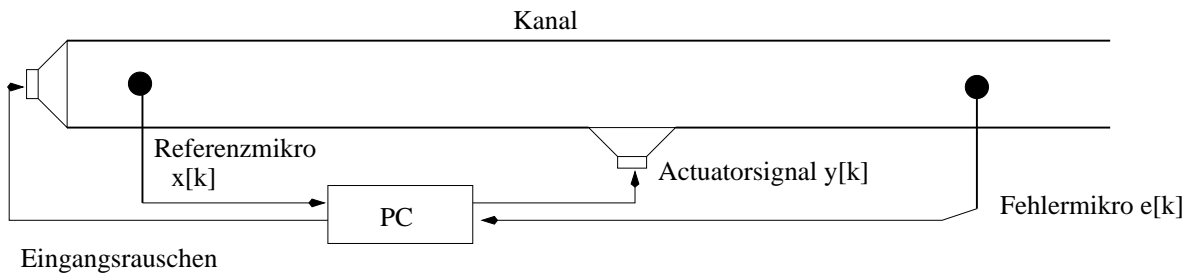 Kanal
Referenzmikro
x[k]
Actuatorsignal y[k]
PC
Fehlermikro e[k]
Eingangsrauschen